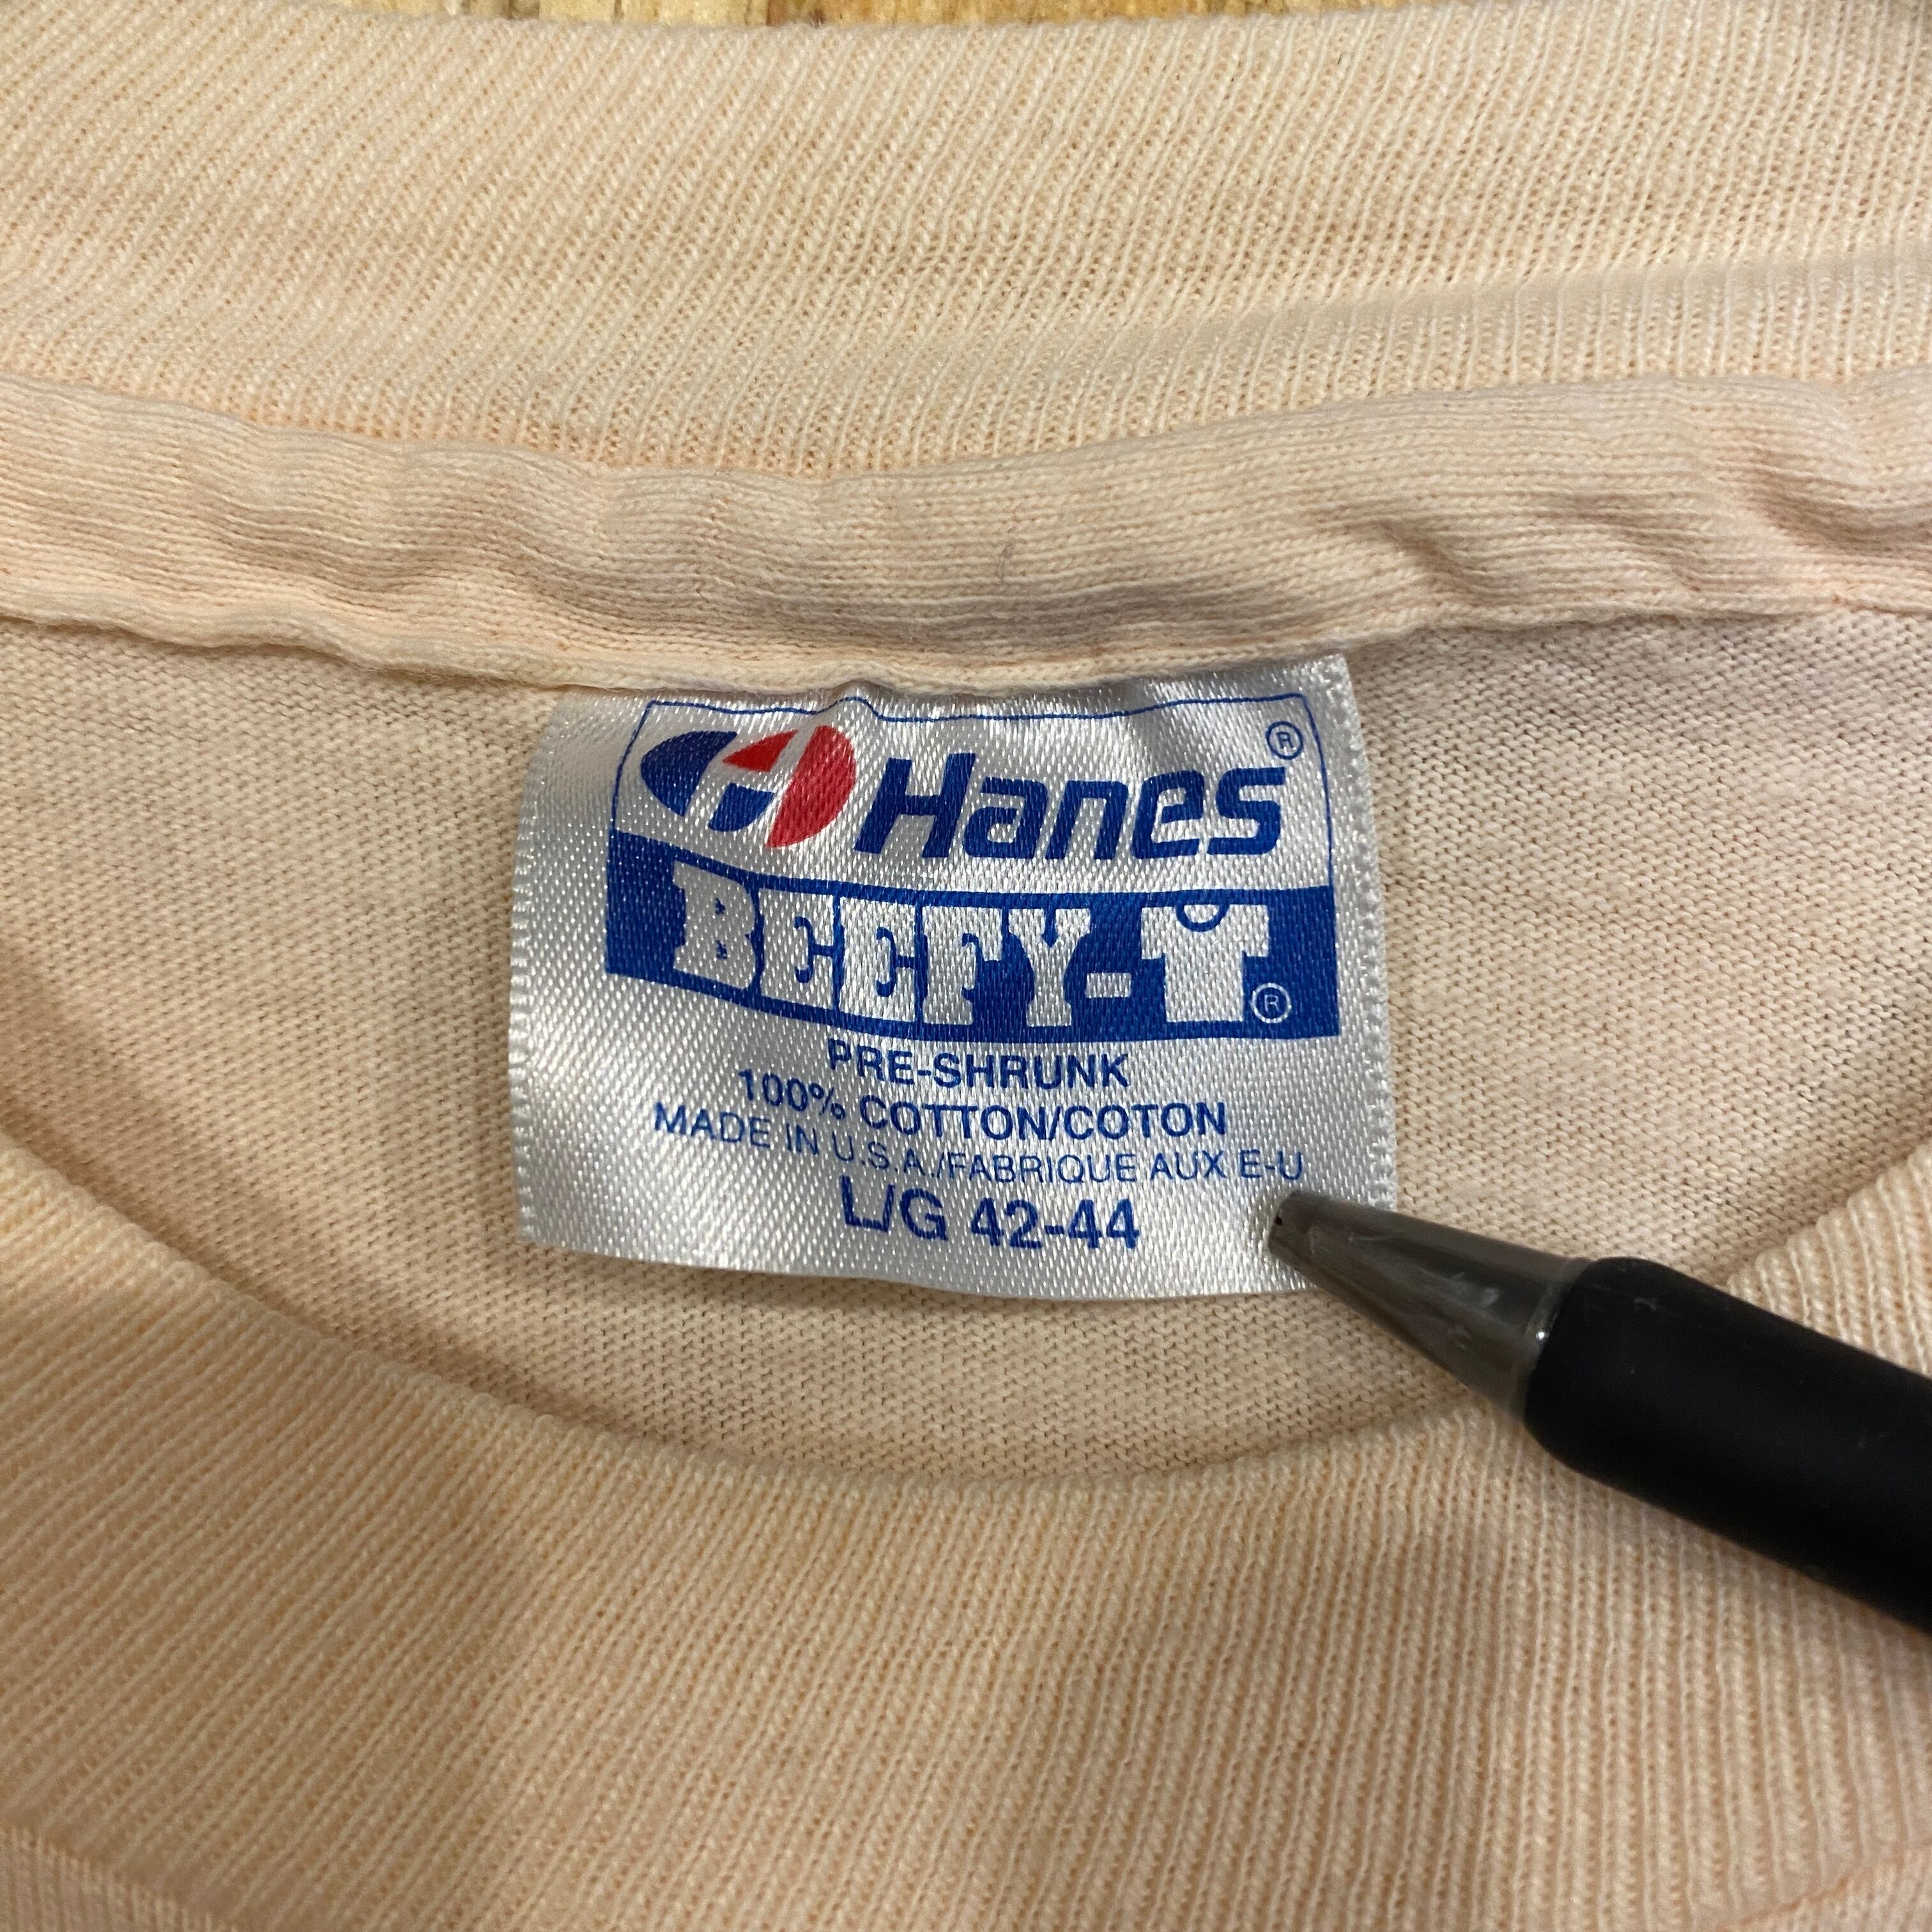 Hanes®
BEEFY-T®
PRE-SHRUNK
100% COTTON/COTON
MADE IN U.S.A./FABRIQUE AUX E-U
L/G 42-44